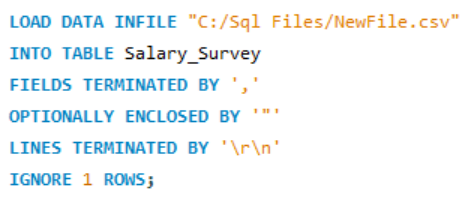 LOAD DATA INFILE "C:/Sql Files/NewFile.csv"
INTO TABLE Salary_Survey
FIELDS TERMINATED BY ','
OPTIONALLY ENCLOSED BY '"'
LINES TERMINATED BY '\r\n'
IGNORE 1 ROWS;